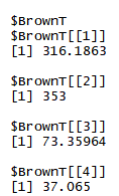 $BrownT
$BrownT[[1]]
[1] 316.1863
$BrownT[[2]]
[1] 353
$BrownT[[3]]
[1] 73.35964
$BrownT[[4]]
[1] 37.065